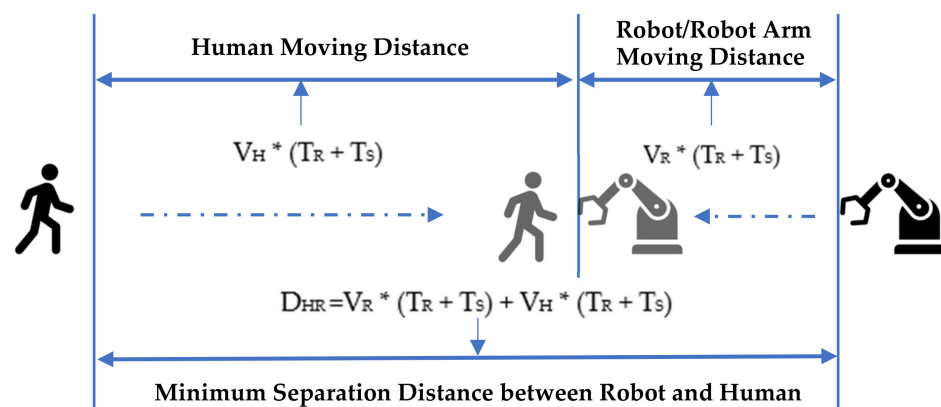 Human Moving Distance
Robot/Robot Arm
Moving Distance
VH * (TR + TS)
VR * (TR + TS)
DHR=VR * (TR + TS) + VH * (TR + TS)
Minimum Separation Distance between Robot and Human